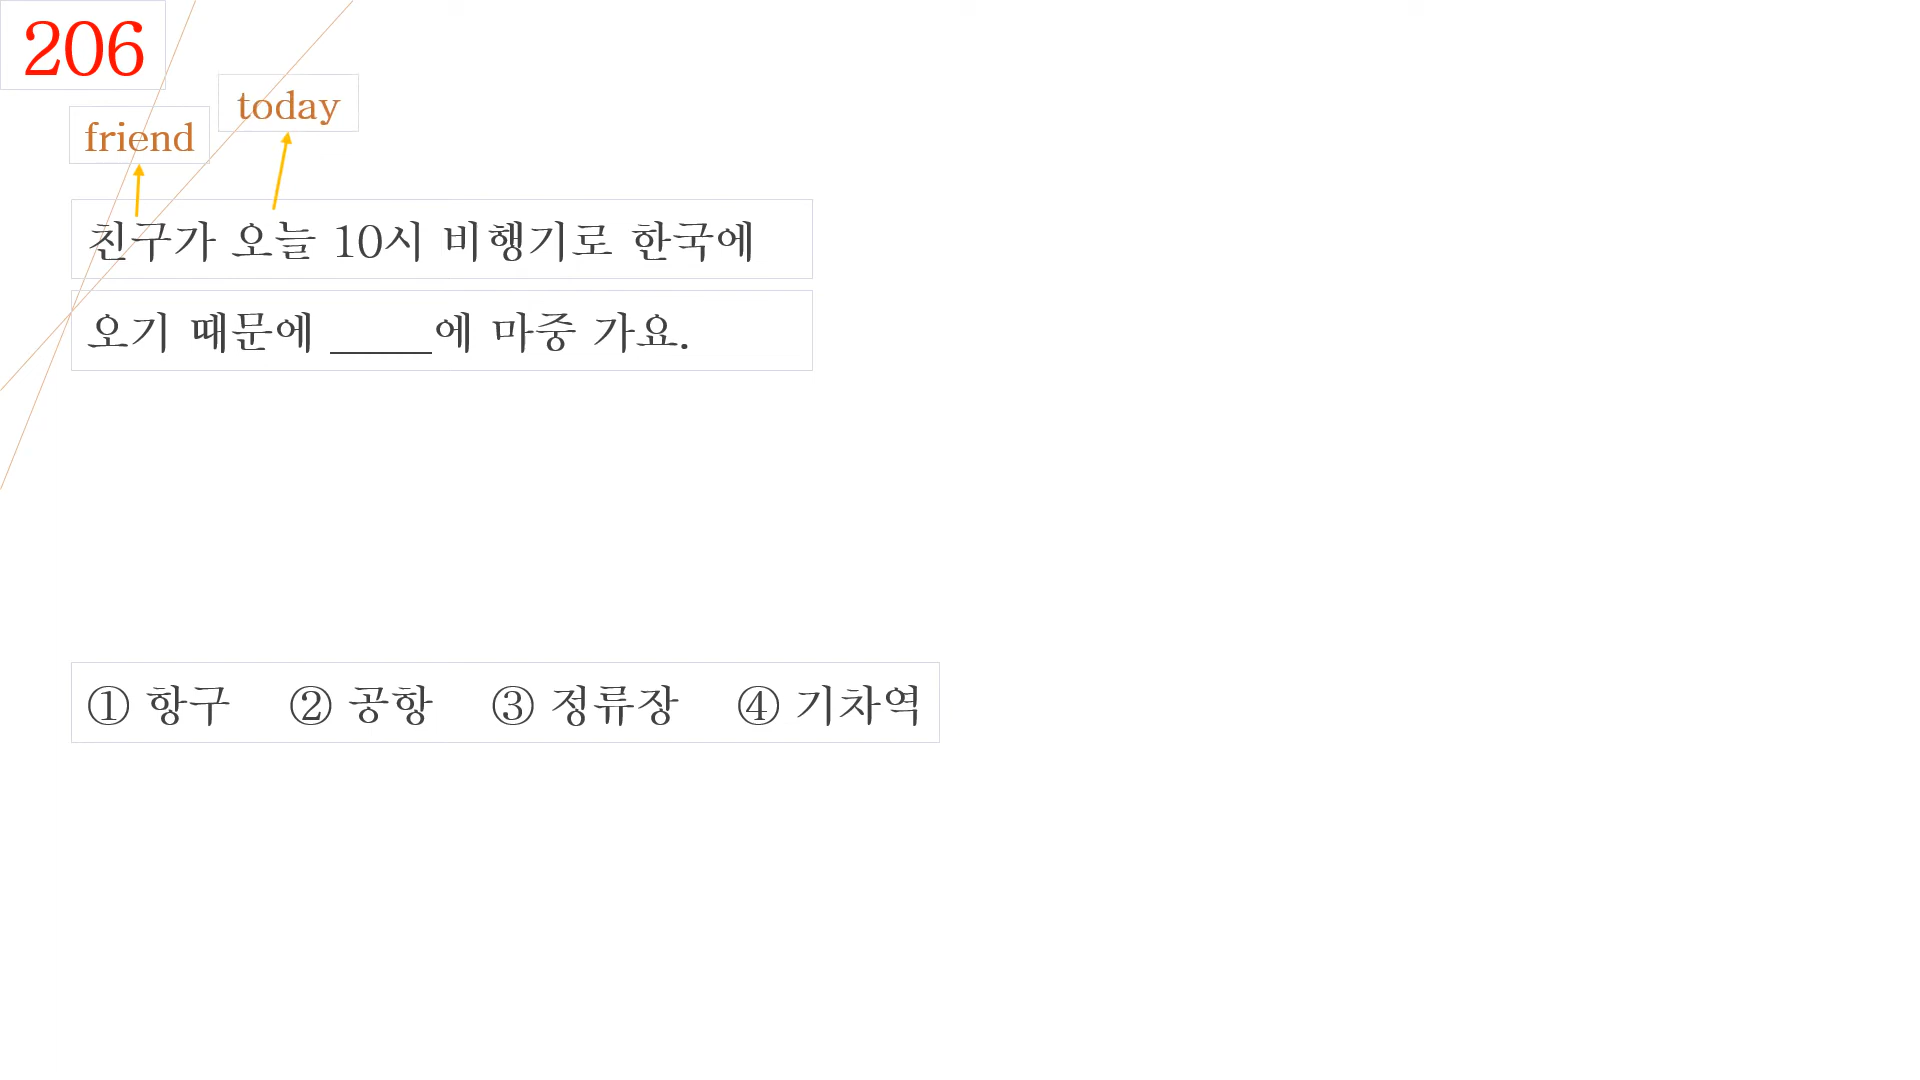 206
today
friend
친구가 오늘 10시 비행기로 한국에
오기 때문에 ____에 마중 가요.
① 항구 ② 공항 ③ 정류장 ④ 기차역